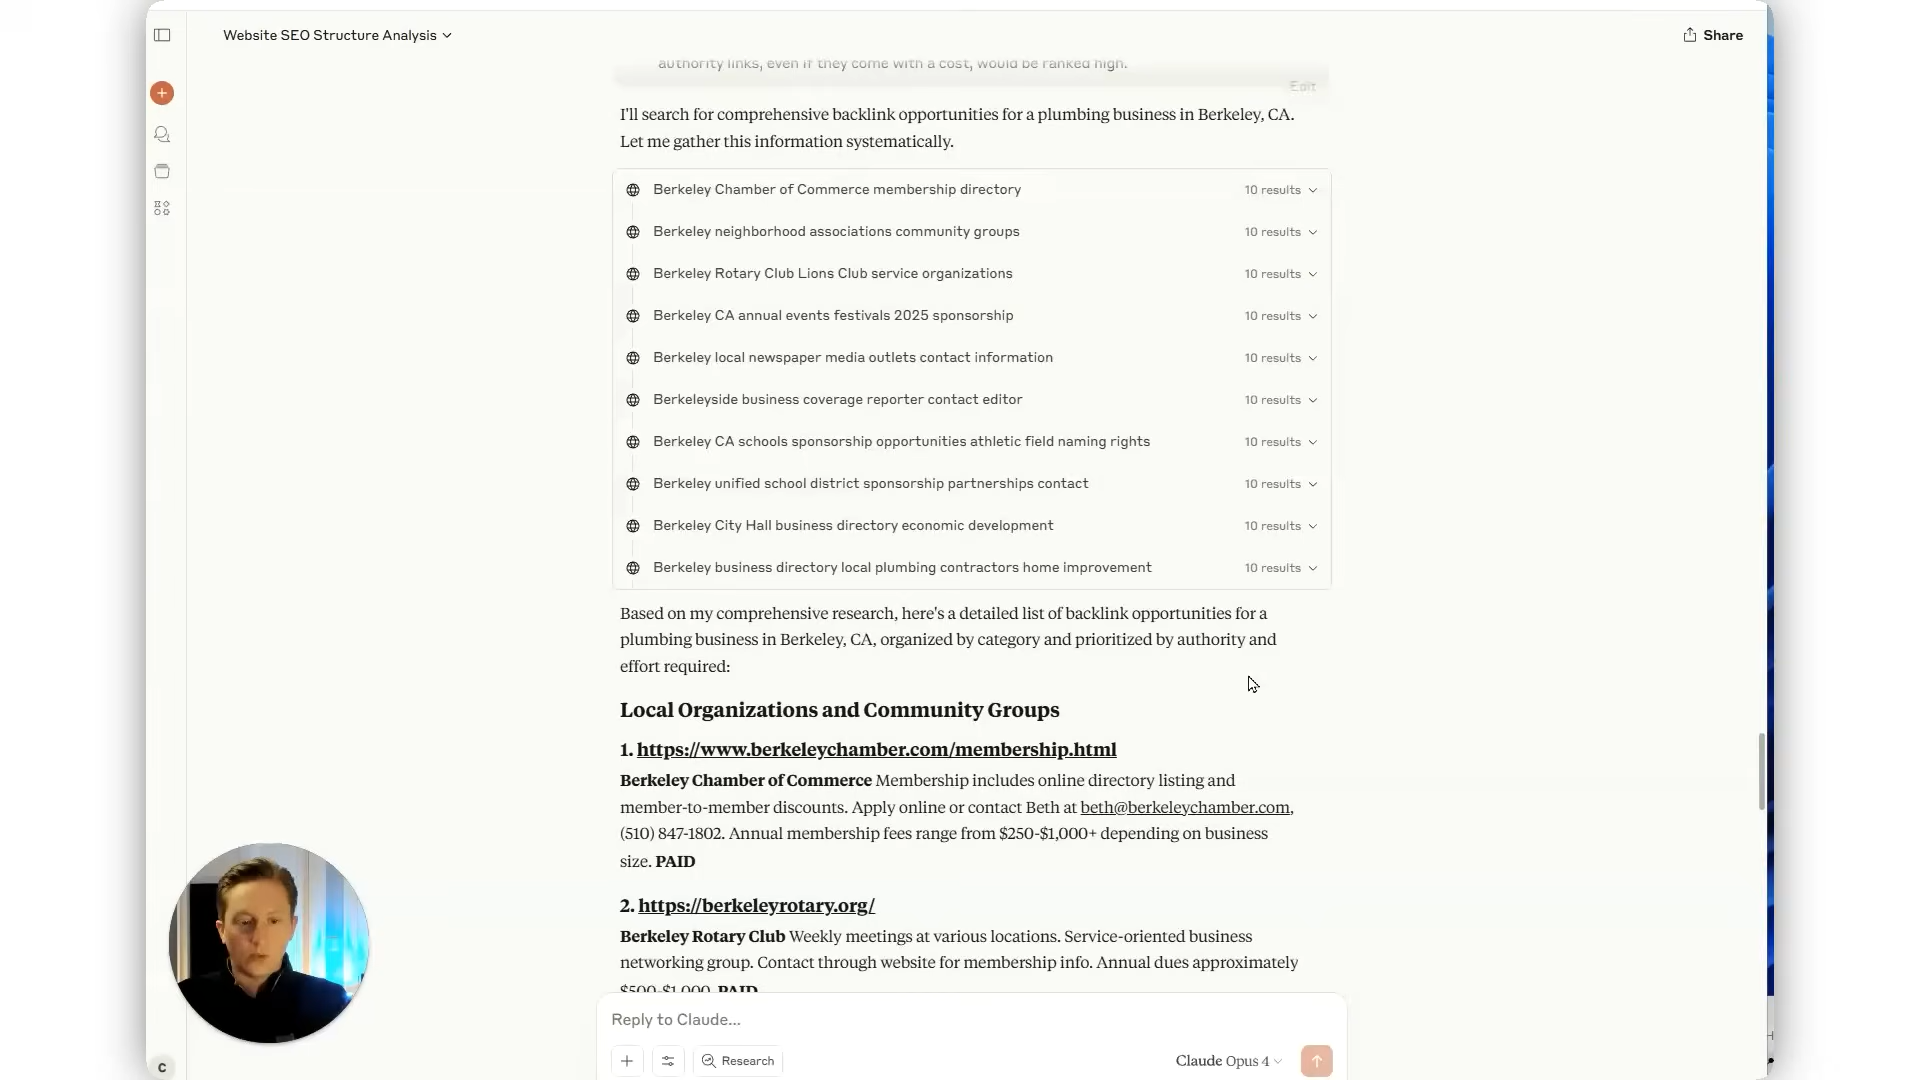 Website SEO Structure Analysis
Share
authority links, even if they come with a cost, would be ranked high.
Edit
I'll search for comprehensive backlink opportunities for a plumbing business in Berkeley, CA.
Let me gather this information systematically.
Berkeley Chamber of Commerce membership directory 10 results
Berkeley neighborhood associations community groups 10 results
Berkeley Rotary Club Lions Club service organizations 10 results
Berkeley CA annual events festivals 2025 sponsorship 10 results
Berkeley local newspaper media outlets contact information 10 results
Berkeleyside business coverage reporter contact editor 10 results
Berkeley CA schools sponsorship opportunities athletic field naming rights 10 results
Berkeley unified school district sponsorship partnerships contact 10 results
Berkeley City Hall business directory economic development 10 results
Berkeley business directory local plumbing contractors home improvement 10 results
Based on my comprehensive research, here's a detailed list of backlink opportunities for a
plumbing business in Berkeley, CA, organized by category and prioritized by authority and
effort required:
Local Organizations and Community Groups
1. https://www.berkeleychamber.com/membership.html
Berkeley Chamber of Commerce Membership includes online directory listing and
member-to-member discounts. Apply online or contact Beth at beth@berkeleychamber.com,
(510) 847-1802. Annual membership fees range from $250-$1,000+ depending on business
size. PAID
2. https://berkeleyrotary.org/
Berkeley Rotary Club Weekly meetings at various locations. Service-oriented business
networking group. Contact through website for membership info. Annual dues approximately
$500-$1,000. PAID
Reply to Claude...
Research
Claude Opus 4
C